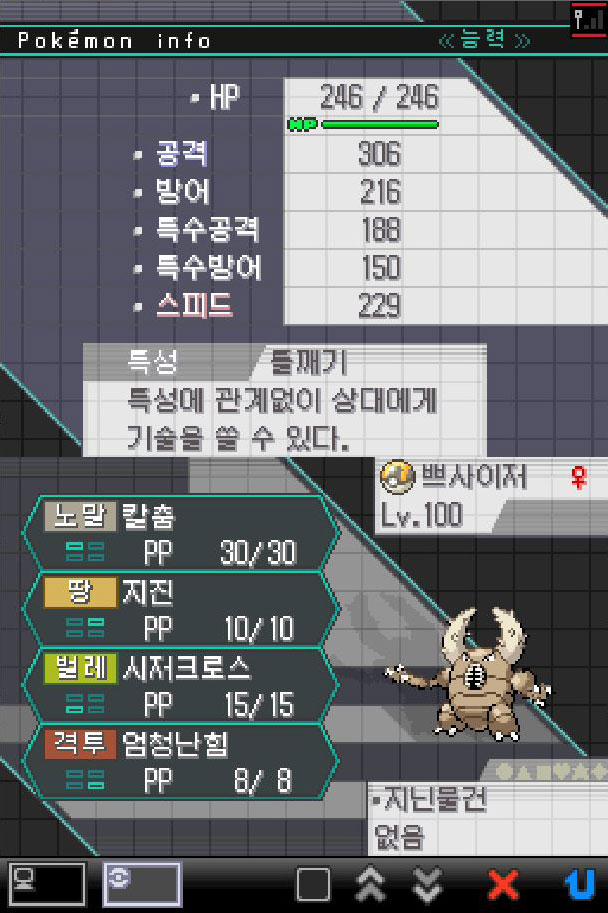 Pokémon info
≪능력≫
HP 246 / 246
HP
공격 306
방어 216
특수공격 188
특수방어 150
스피드 229
특성 틀깨기
특성에 관계없이 상대에게
기술을 쓸 수 있다.
쁘사이저 ♀
Lv.100
노말 칼춤
PP 30/30
땅 지진
PP 10/10
벌레 시저크로스
PP 15/15
격투 엄청난힘
PP 8/ 8
지닌물건
없음